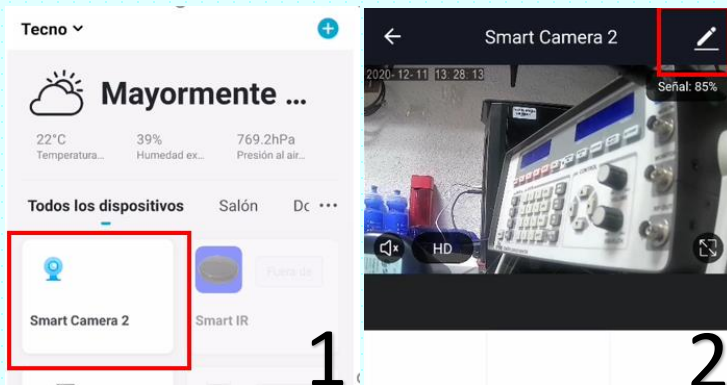 Tecno
Mayormente ...
22°C 39% 769.2hPa
Temperatura... Humedad ex... Presión al air...
Todos los dispositivos Salón Dc ...
Fuera de
Smart Camera 2 Smart IR
1
Smart Camera 2
2020-12-11 13:28:13
Señal: 85%
HD
2